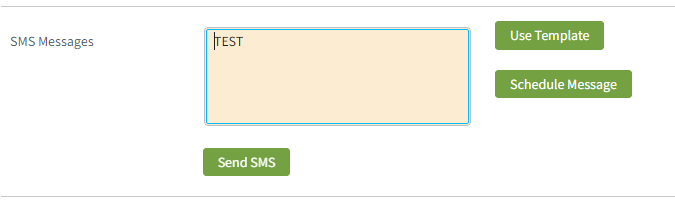 SMS Messages
TEST
Use Template
Schedule Message
Send SMS